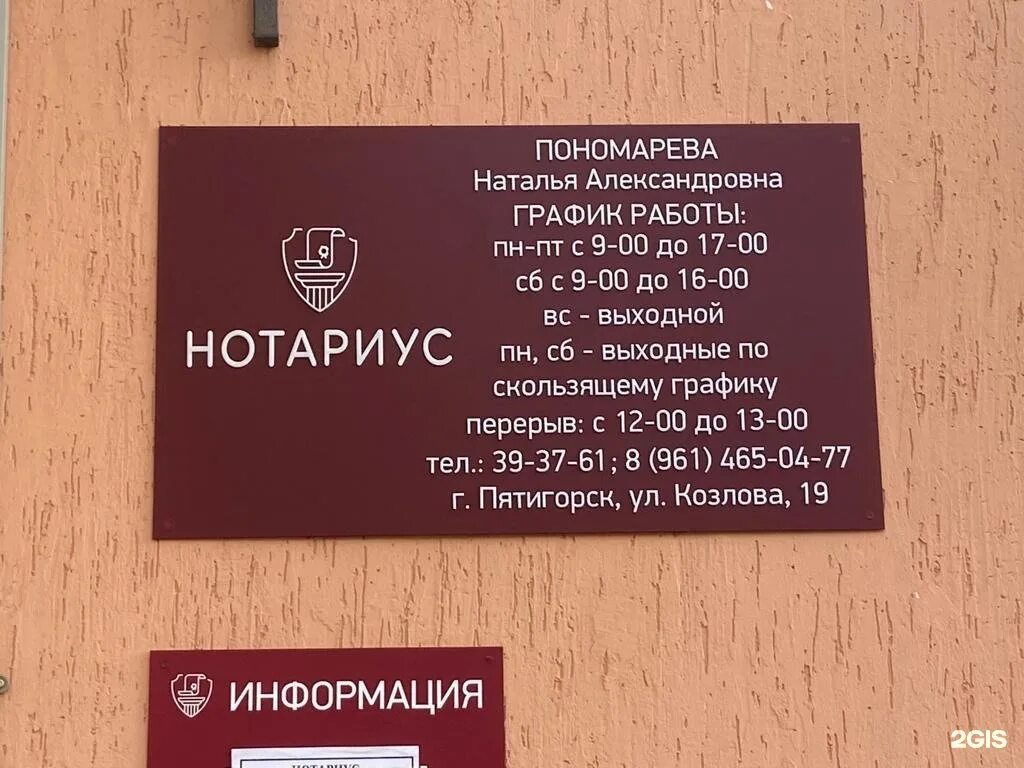 ПОНОМАРЕВА
Наталья Александровна
ГРАФИК РАБОТЫ:
пн-пт с 9-00 до 17-00
сб с 9-00 до 16-00
вс - выходной
пн, сб - выходные по
скользящему графику
перерыв: с 12-00 до 13-00
тел.: 39-37-61; 8 (961) 465-04-77
г. Пятигорск, ул. Козлова, 19
НОТАРИУС
ИНФОРМАЦИЯ
НОТАРИУС
2GIS